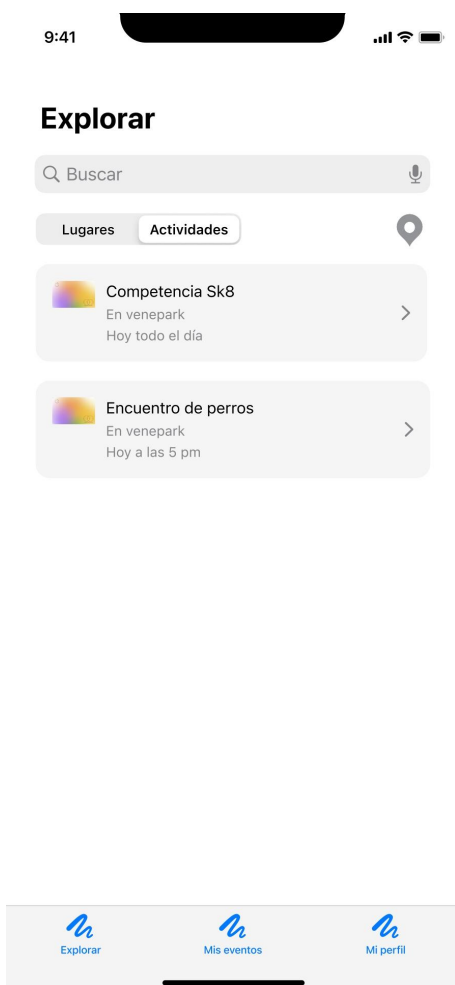 9:41
Explorar
Buscar
Lugares Actividades
Competencia Sk8
En venepark
Hoy todo el día
Encuentro de perros
En venepark
Hoy a las 5 pm
Explorar Mis eventos Mi perfil